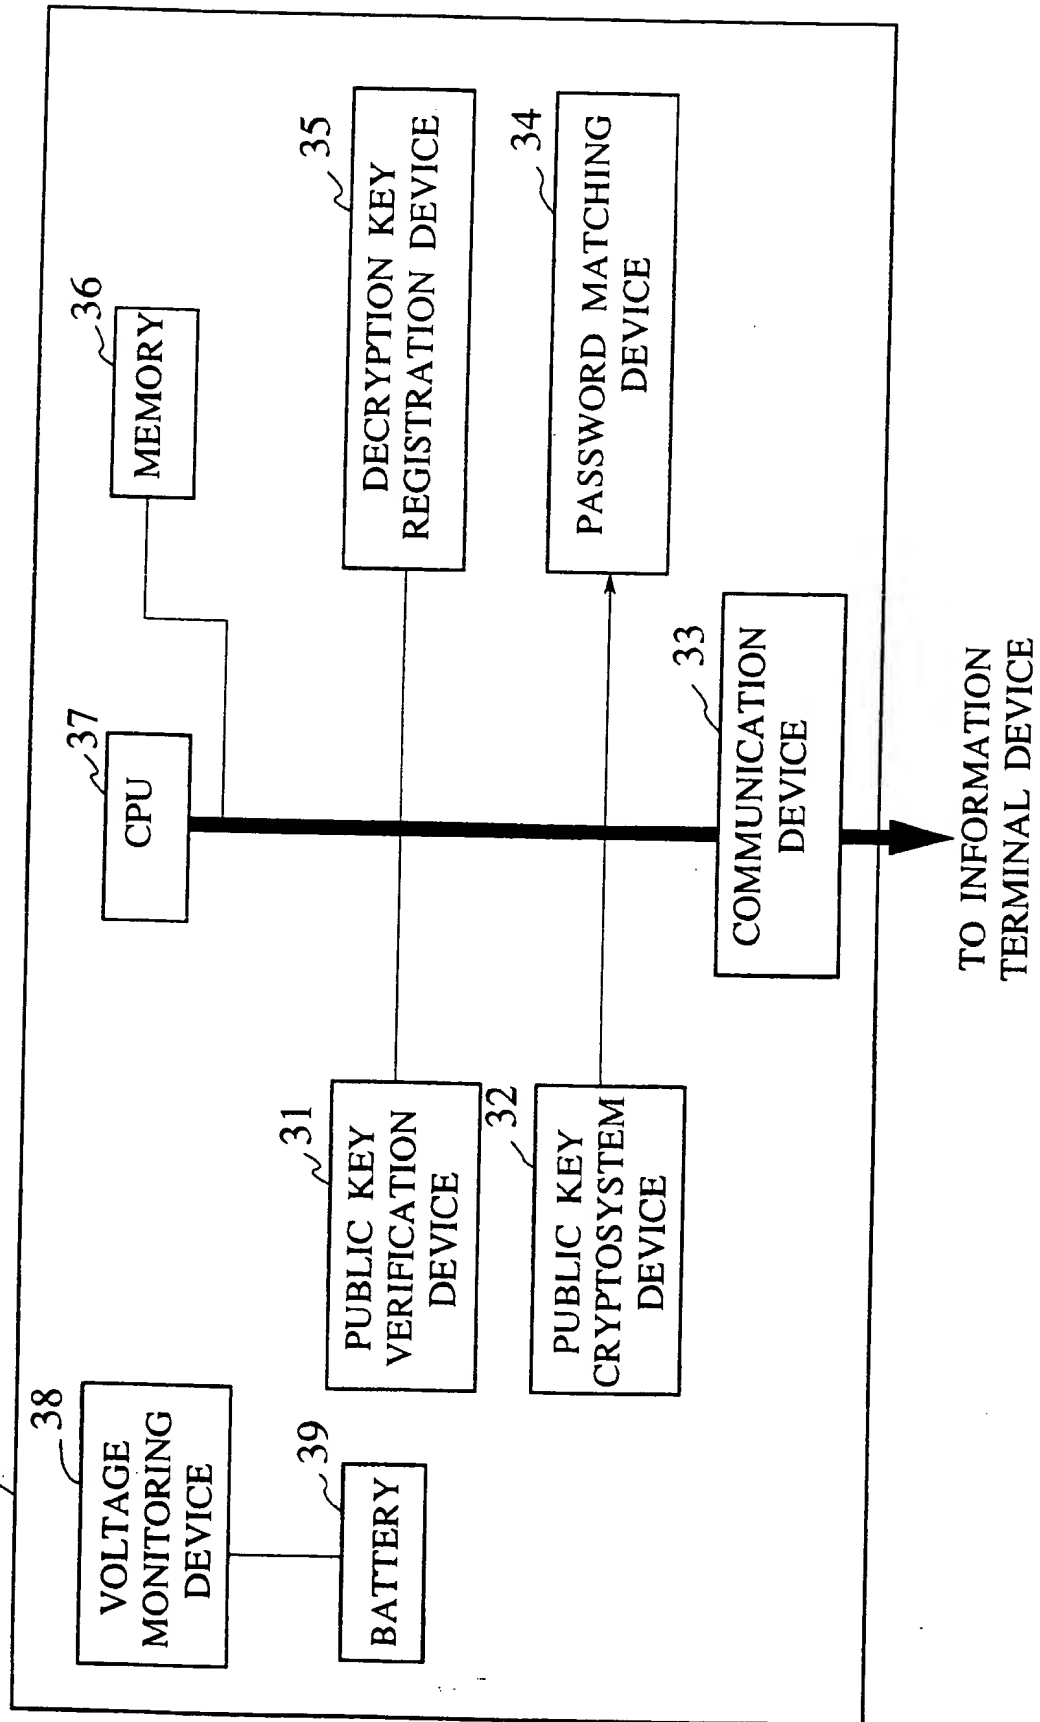 38
VOLTAGE
MONITORING
DEVICE
39
BATTERY
37
CPU
36
MEMORY
31
PUBLIC KEY
VERIFICATION
DEVICE
35
DECRYPTION KEY
REGISTRATION DEVICE
32
PUBLIC KEY
CRYPTOSYSTEM
DEVICE
34
PASSWORD MATCHING
DEVICE
33
COMMUNICATION
DEVICE
TO INFORMATION
TERMINAL DEVICE